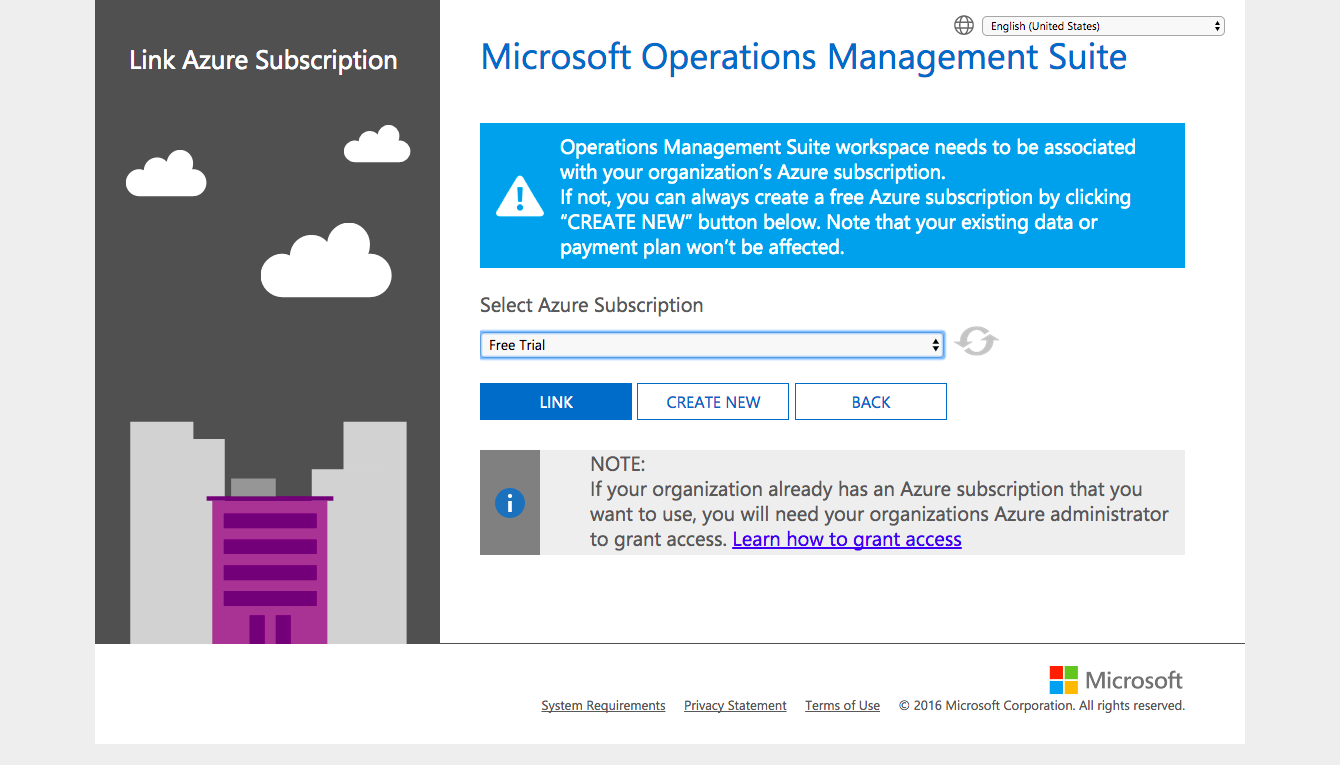 English (United States)
Link Azure Subscription
Microsoft Operations Management Suite
Operations Management Suite workspace needs to be associated
with your organization’s Azure subscription.
If not, you can always create a free Azure subscription by clicking
“CREATE NEW” button below. Note that your existing data or
payment plan won’t be affected.
Select Azure Subscription
Free Trial
LINK
CREATE NEW
BACK
NOTE:
If your organization already has an Azure subscription that you
want to use, you will need your organizations Azure administrator
to grant access. Learn how to grant access
Microsoft
System Requirements Privacy Statement Terms of Use © 2016 Microsoft Corporation. All rights reserved.